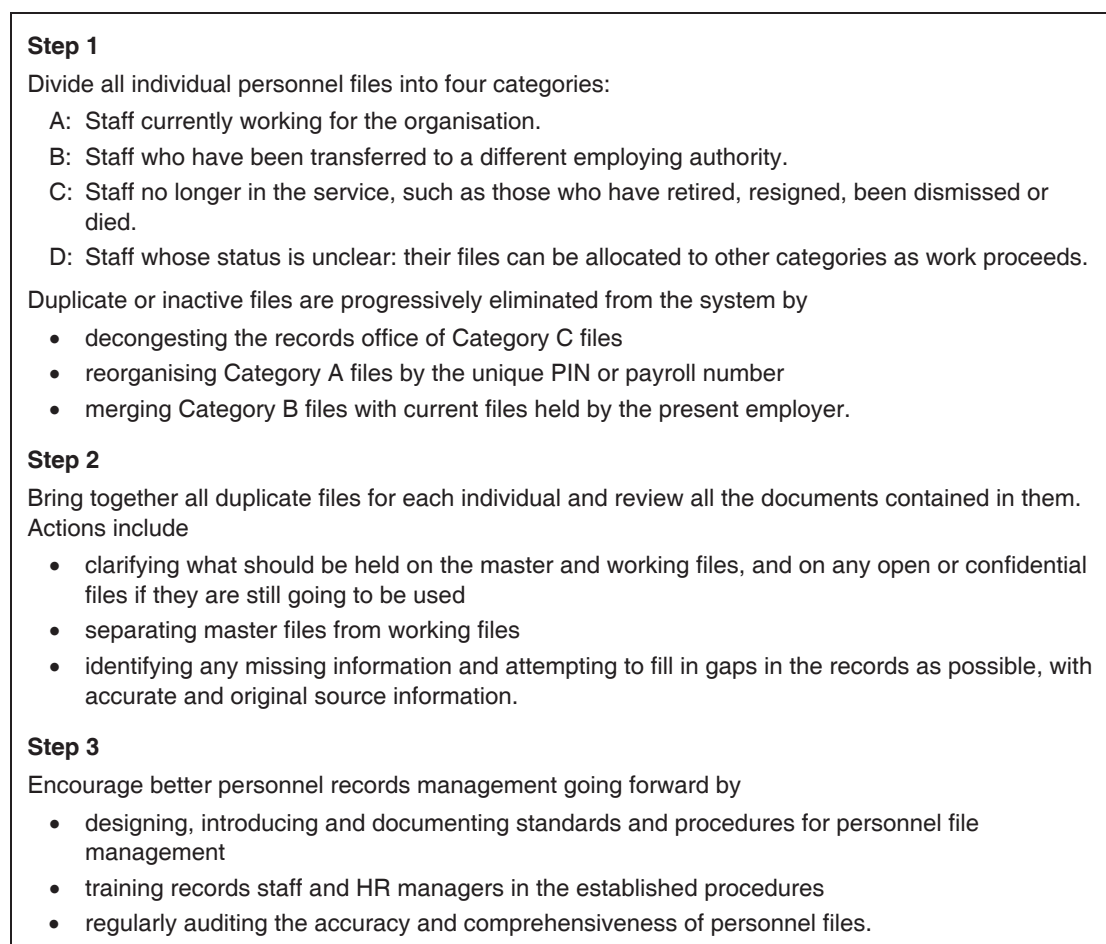 Step 1
Divide all individual personnel files into four categories:
A: Staff currently working for the organisation.
B: Staff who have been transferred to a different employing authority.
C: Staff no longer in the service, such as those who have retired, resigned, been dismissed or
died.
D: Staff whose status is unclear: their files can be allocated to other categories as work proceeds.
Duplicate or inactive files are progressively eliminated from the system by
• decongesting the records office of Category C files
• reorganising Category A files by the unique PIN or payroll number
• merging Category B files with current files held by the present employer.
Step 2
Bring together all duplicate files for each individual and review all the documents contained in them.
Actions include
• clarifying what should be held on the master and working files, and on any open or confidential
files if they are still going to be used
• separating master files from working files
• identifying any missing information and attempting to fill in gaps in the records as possible, with
accurate and original source information.
Step 3
Encourage better personnel records management going forward by
• designing, introducing and documenting standards and procedures for personnel file
management
• training records staff and HR managers in the established procedures
• regularly auditing the accuracy and comprehensiveness of personnel files.